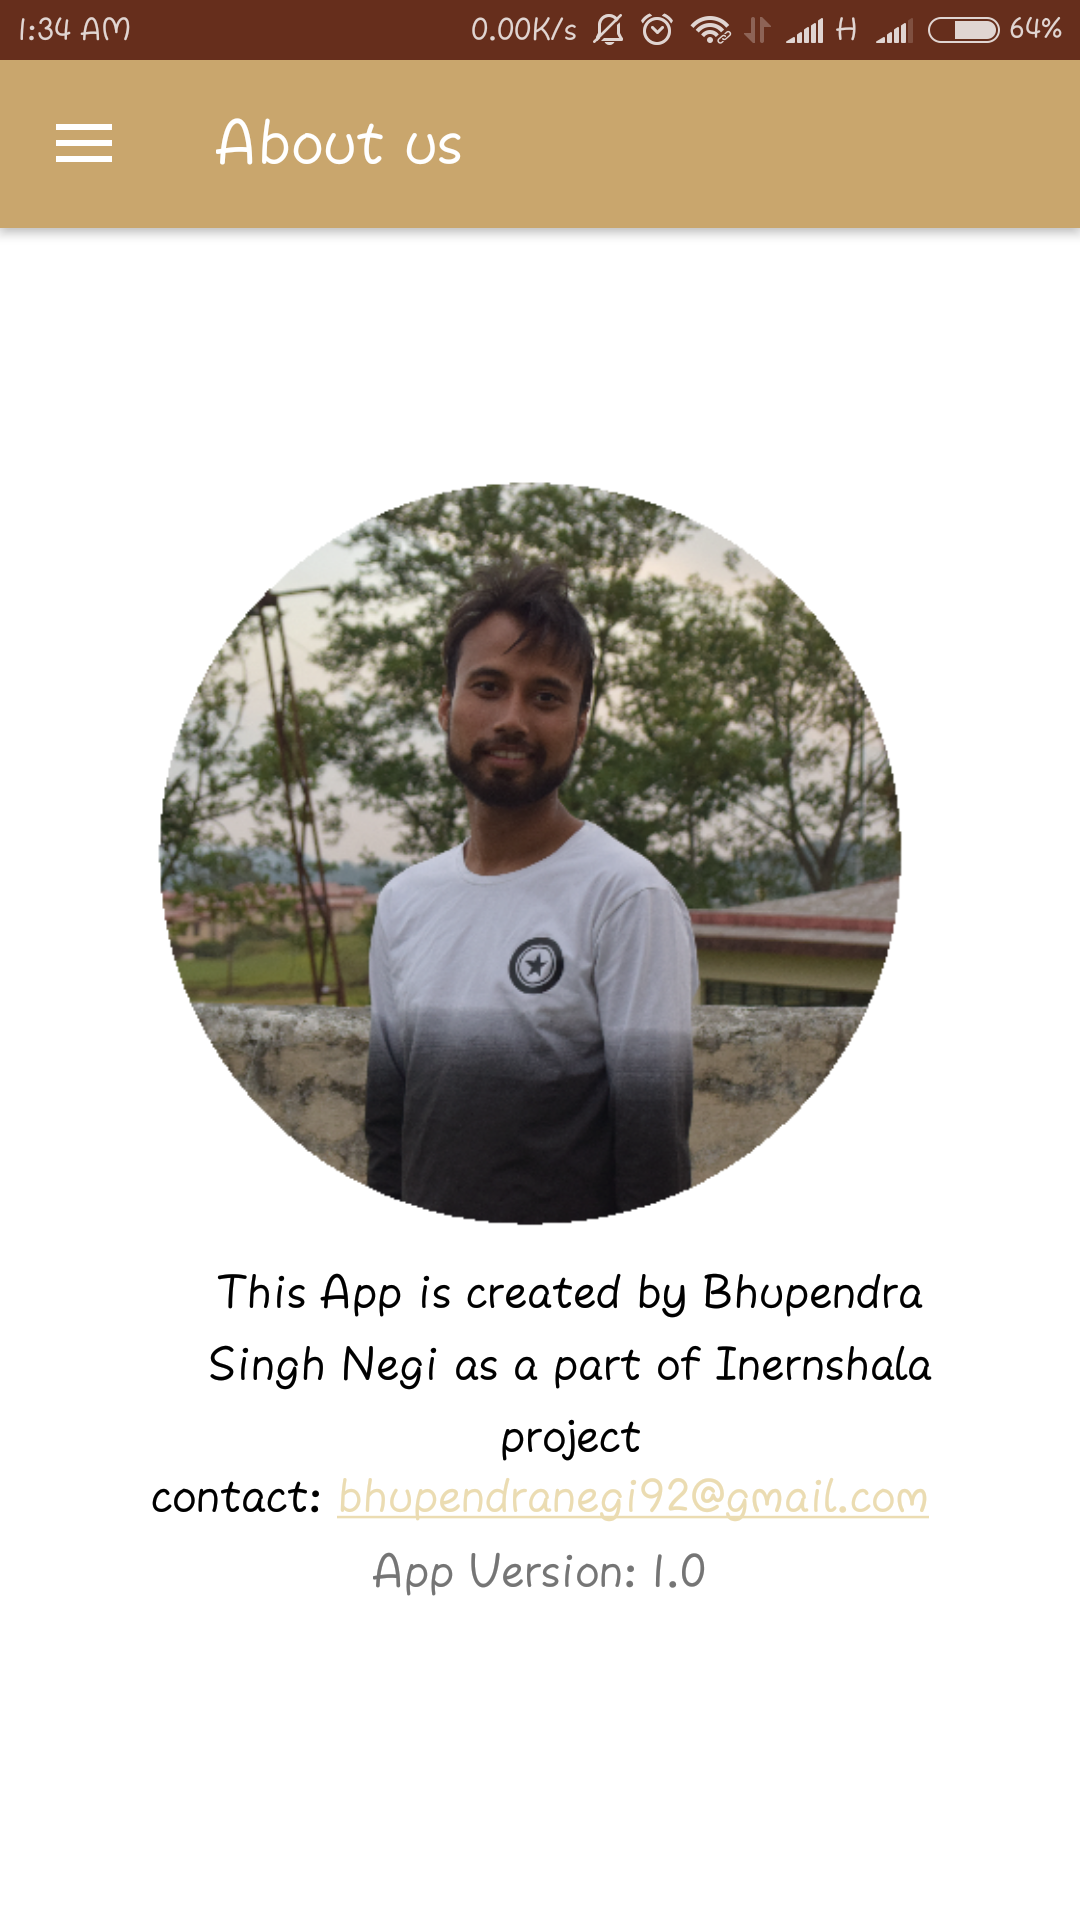 1:34 AM 0.00K/s H 64%
About us
This App is created by Bhupendra
Singh Negi as a part of Inernshala
project
contact: bhupendranegi92@gmail.com
App Version: 1.0